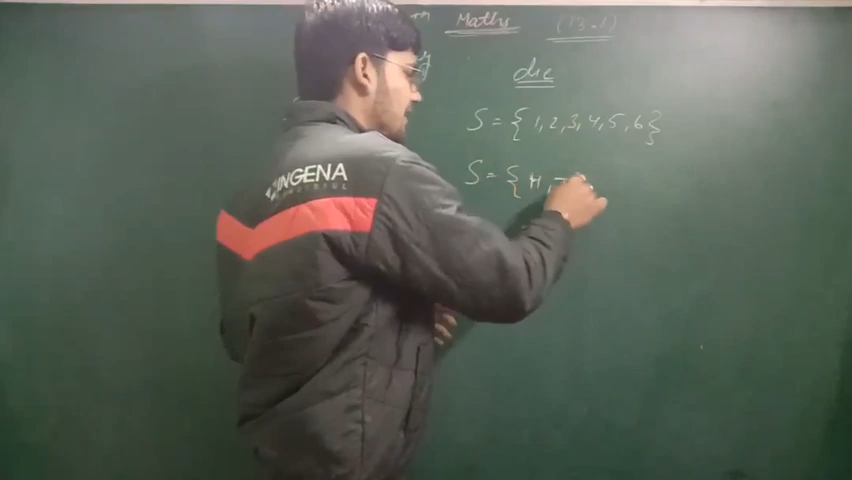 Maths (13.1)
die
S = { 1, 2, 3, 4, 5, 6 }
S = { H, T
INGENA